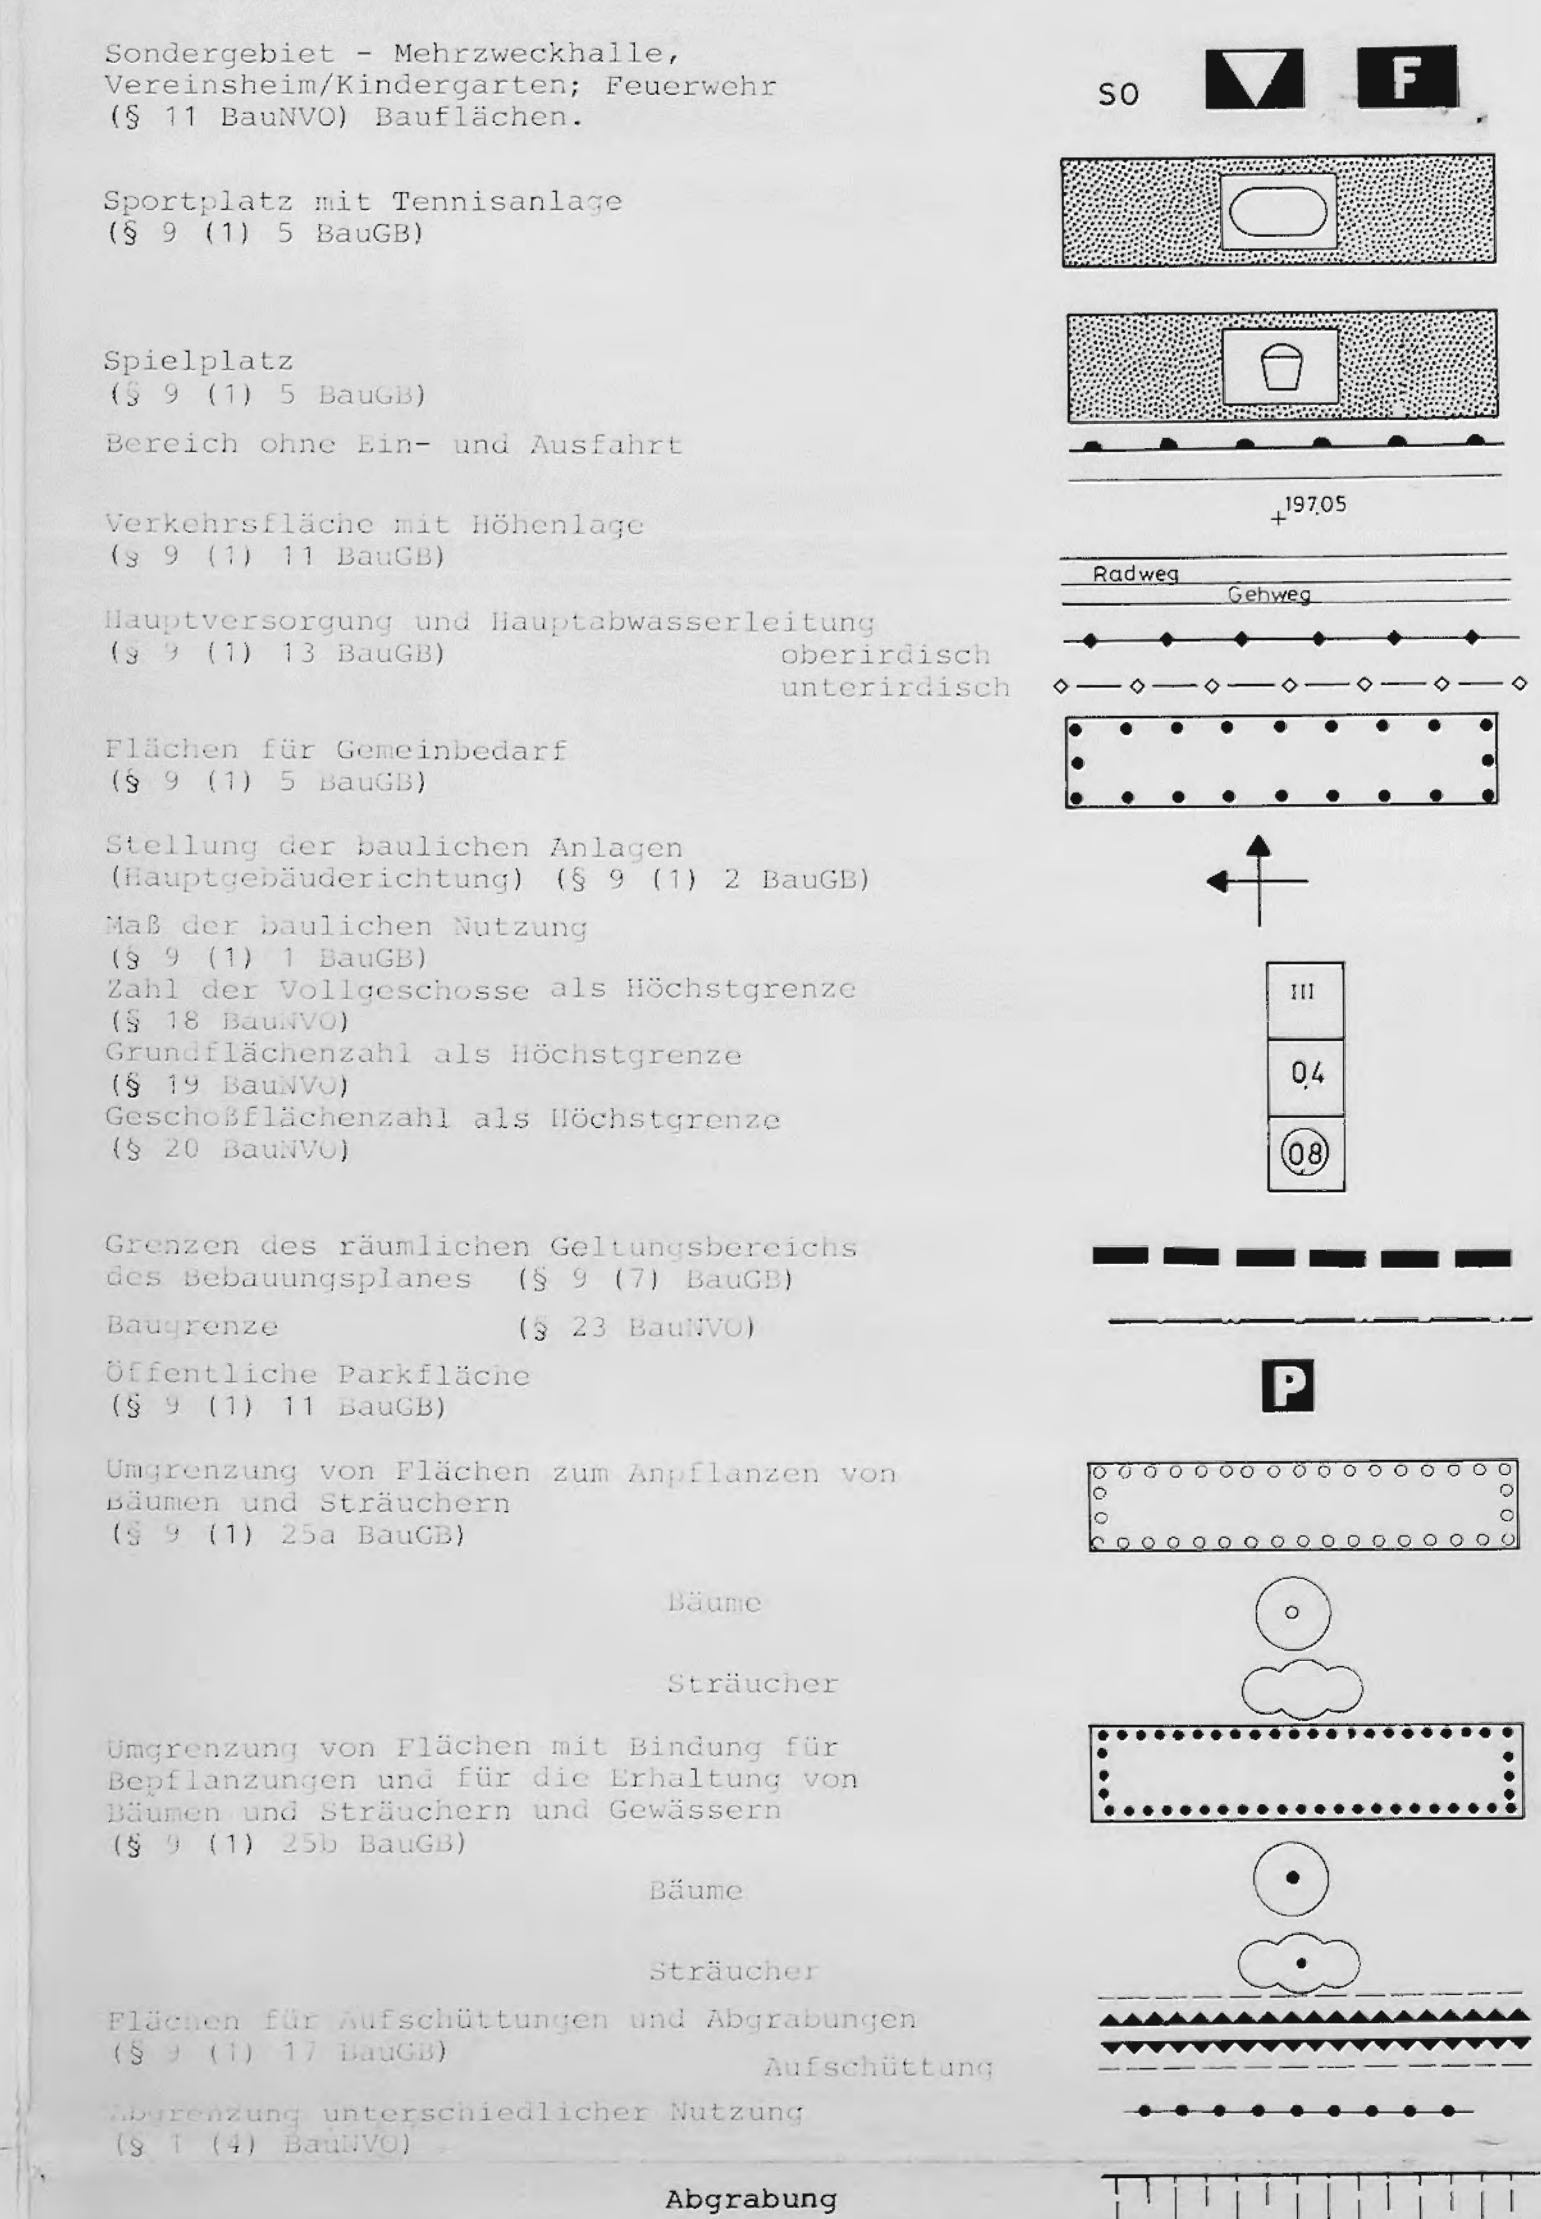 Sondergebiet - Mehrzweckhalle,
Vereinsheim/Kindergarten; Feuerwehr
(§ 11 BauNVO) Bauflächen.
SO
F
Sportplatz mit Tennisanlage
(§ 9 (1) 5 BauGB)
Spielplatz
(§ 9 (1) 5 BauGB)
Bereich ohne Ein- und Ausfahrt
Verkehrsfläche mit Höhenlage
(§ 9 (1) 11 BauGB)
197,05
Radweg
Gehweg
Hauptversorgung und Hauptabwasserleitung
(§ 9 (1) 13 BauGB)
oberirdisch
unterirdisch
Flächen für Gemeinbedarf
(§ 9 (1) 5 BauGB)
Stellung der baulichen Anlagen
(Hauptgebäuderichtung) (§ 9 (1) 2 BauGB)
Maß der baulichen Nutzung
(§ 9 (1) 1 BauGB)
Zahl der Vollgeschosse als Höchstgrenze
(§ 18 BauNVO)
III
Grundflächenzahl als Höchstgrenze
(§ 19 BauNVO)
0,4
Geschoßflächenzahl als Höchstgrenze
(§ 20 BauNVO)
0,8
Grenzen des räumlichen Geltungsbereichs
des Bebauungsplanes (§ 9 (7) BauGB)
Baugrenze (§ 23 BauNVO)
Öffentliche Parkfläche
(§ 9 (1) 11 BauGB)
P
Umgrenzung von Flächen zum Anpflanzen von
Bäumen und Sträuchern
(§ 9 (1) 25a BauGB)
Bäume
Sträucher
Umgrenzung von Flächen mit Bindung für
Bepflanzungen und für die Erhaltung von
Bäumen und Sträuchern und Gewässern
(§ 9 (1) 25b BauGB)
Bäume
Sträucher
Flächen für Aufschüttungen und Abgrabungen
(§ 9 (1) 17 BauGB)
Aufschüttung
Abgrenzung unterschiedlicher Nutzung
(§ 1 (4) BauNVO)
Abgrabung